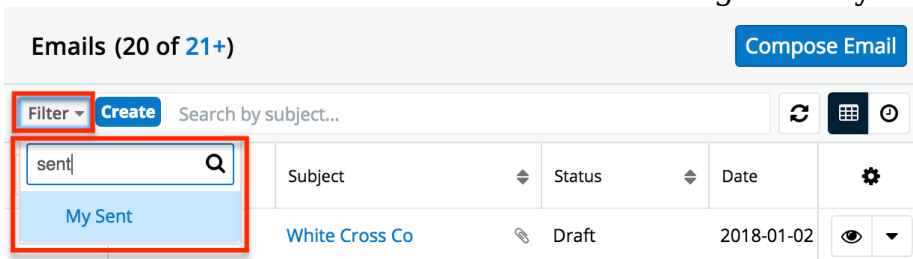 Emails (20 of 21+)
Compose Email
Filter Create Search by subject...
sent
Subject Status Date
My Sent
White Cross Co Draft 2018-01-02